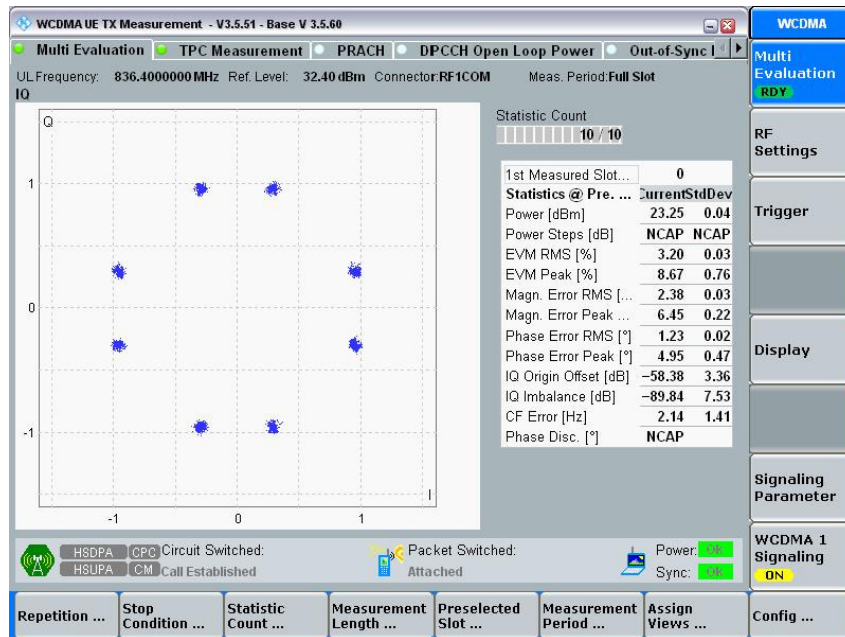 WCDMA UE TX Measurement - V3.5.51 - Base V 3.5.60
WCDMA
Multi Evaluation TPC Measurement PRACH DPCCH Open Loop Power Out-of-Sync
Multi Evaluation
RDY
UL Frequency: 836.4000000 MHz Ref. Level: 32.40 dBm Connector:RF1COM Meas. Period:Full Slot
IQ
Q
1
0
-1
I
-1 0 1
Statistic Count
10 / 10
1st Measured Slot... 0
Statistics @ Pre. ... Current StdDev
Power [dBm] 23.25 0.04
Power Steps [dB] NCAP NCAP
EVM RMS [%] 3.20 0.03
EVM Peak [%] 8.67 0.76
Magn. Error RMS [... 2.38 0.03
Magn. Error Peak ... 6.45 0.22
Phase Error RMS [°] 1.23 0.02
Phase Error Peak [°] 4.95 0.47
IQ Origin Offset [dB] −58.38 3.36
IQ Imbalance [dB] −89.84 7.53
CF Error [Hz] 2.14 1.41
Phase Disc. [°] NCAP
RF
Settings
Trigger
Display
Signaling
Parameter
WCDMA 1
Signaling
ON
HSDPA CPC Circuit Switched:
HSUPA CM Call Established
Packet Switched:
Attached
Power: OK
Sync: OK
Repetition ...
Stop
Condition ...
Statistic
Count ...
Measurement
Length ...
Preselected
Slot ...
Measurement
Period ...
Assign
Views ...
Config ...